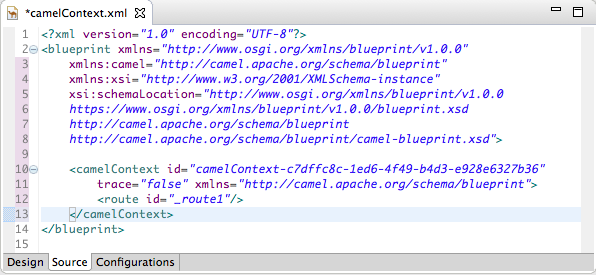 *camelContext.xml
1 <?xml version="1.0" encoding="UTF-8"?>
2 <blueprint xmlns="http://www.osgi.org/xmlns/blueprint/v1.0.0"
3 xmlns:camel="http://camel.apache.org/schema/blueprint"
4 xmlns:xsi="http://www.w3.org/2001/XMLSchema-instance"
5 xsi:schemaLocation="http://www.osgi.org/xmlns/blueprint/v1.0.0
6 https://www.osgi.org/xmlns/blueprint/v1.0.0/blueprint.xsd
7 http://camel.apache.org/schema/blueprint
8 http://camel.apache.org/schema/blueprint/camel-blueprint.xsd">
9
10 <camelContext id="camelContext-c7dffc8c-1ed6-4f49-b4d3-e928e6327b36"
11 trace="false" xmlns="http://camel.apache.org/schema/blueprint">
12 <route id="_route1"/>
13 </camelContext>
14 </blueprint>
15
Design Source Configurations